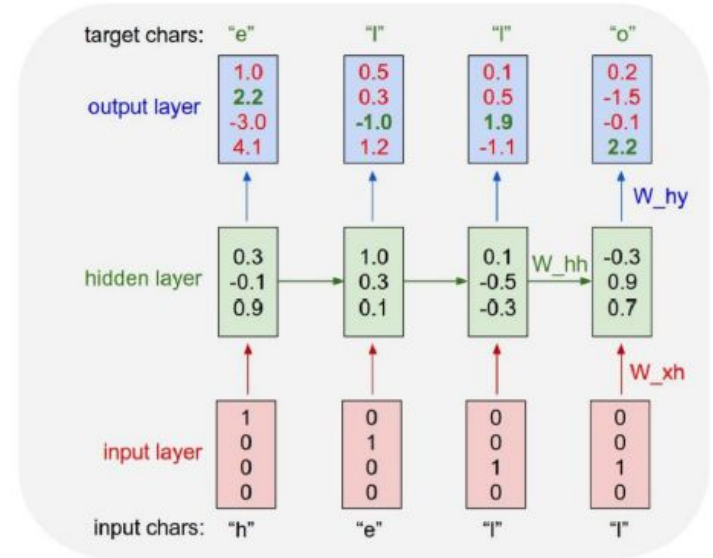 target chars: “e” “l” “l” “o”
1.0 0.5 0.1 0.2
2.2 0.3 0.5 -1.5
output layer
-3.0 -1.0 1.9 -0.1
4.1 1.2 -1.1 2.2
W_hy
0.3 1.0 0.1 W_hh -0.3
hidden layer -0.1 0.3 -0.5 0.9
0.9 0.1 -0.3 0.7
W_xh
1 0 0 0
0 1 0 0
input layer
0 0 1 1
0 0 0 0
input chars: “h” “e” “l” “l”